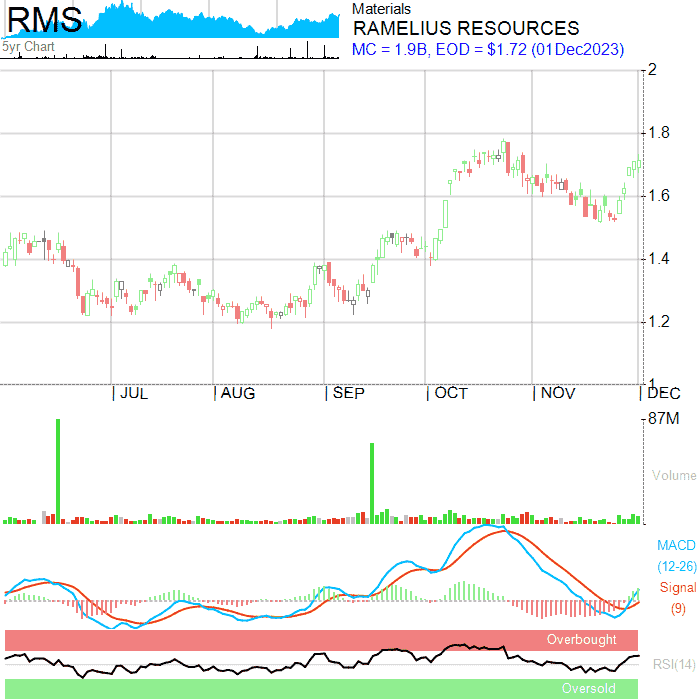 RMS
5yr Chart
Materials
RAMELIUS RESOURCES
MC = 1.9B, EOD = $1.72 (01Dec2023)
2
1.8
1.6
1.4
1.2
1
JUL AUG SEP OCT NOV DEC
87M
Volume
MACD
(12-26)
Signal
(9)
Overbought
RSI(14)
Oversold